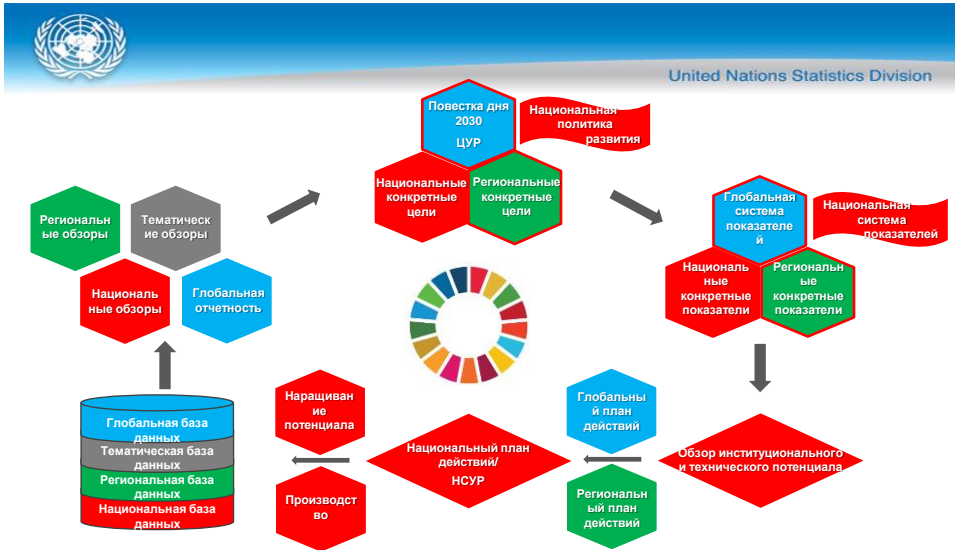 United Nations Statistics Division
Повестка дня
2030
ЦУР
Национальная
политика
развития
Национальные
конкретные
цели
Региональные
конкретные
цели
Глобальная
система
показателе
й
Национальная
система
показателей
Националь
ные
конкретные
показатели
Региональн
ые
конкретные
показатели
Региональн
ые обзоры
Тематическ
ие обзоры
Националь
ные обзоры
Глобальная
отчетность
Глобальная база
данных
Тематическая база
данных
Региональная база
данных
Национальная база
данных
Наращиван
ие
потенциала
Производст
во
Национальный план
действий/
НСУР
Глобальны
й план
действий
Региональн
ый план
действий
Обзор институционального
и технического потенциала